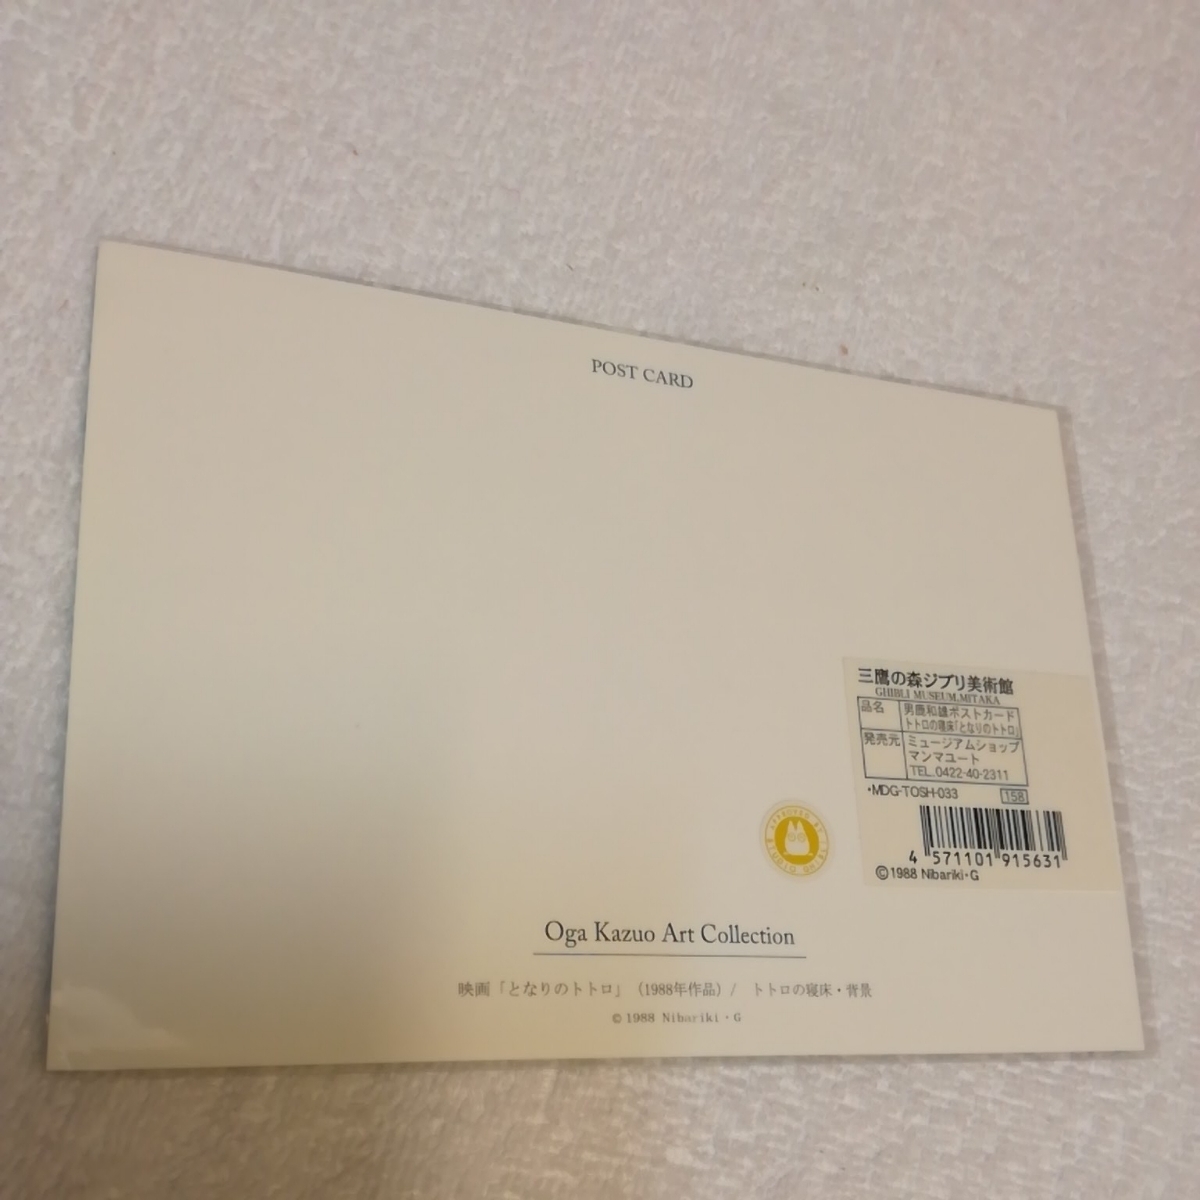 POST CARD
三鷹の森ジブリ美術館
GHIBLI MUSEUM,MITAKA
品名 男鹿和雄ポストカード
トトロの寝床「となりのトトロ」
発売元 ミュージアムショップ
マンマユート
TEL.0422-40-2311
・MDG-TOSH-033 158
4 571101 915631
©1988 Nibariki・G
APPROVED BY STUDIO GHIBLI
Oga Kazuo Art Collection
映画「となりのトトロ」（1988年作品）/ トトロの寝床・背景
© 1988 Nibariki・G